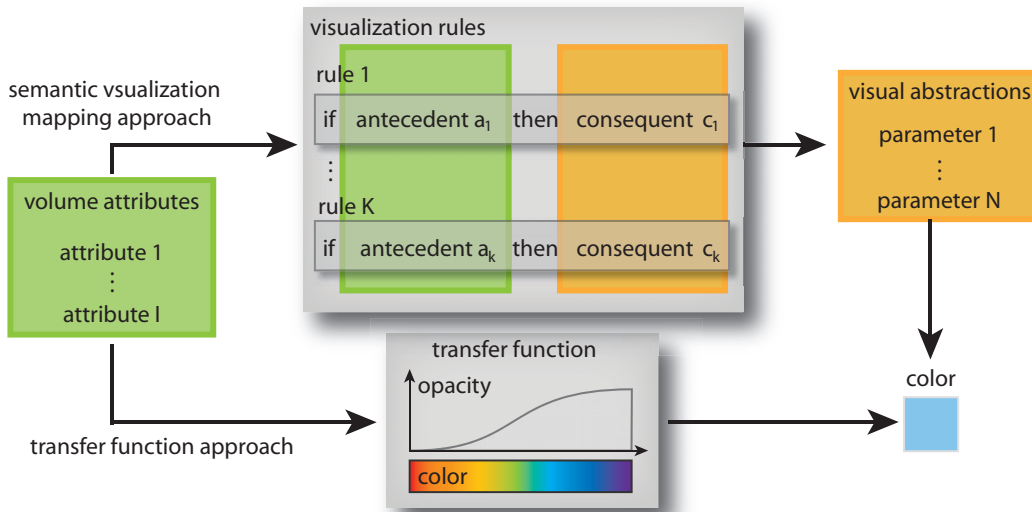 visualization rules
semantic vsualization
mapping approach
rule 1
if antecedent a₁ then consequent c₁
⋮
rule K
if antecedent aₖ then consequent cₖ
visual abstractions
parameter 1
⋮
parameter N
volume attributes
attribute 1
⋮
attribute I
transfer function
opacity
color
transfer function approach
color